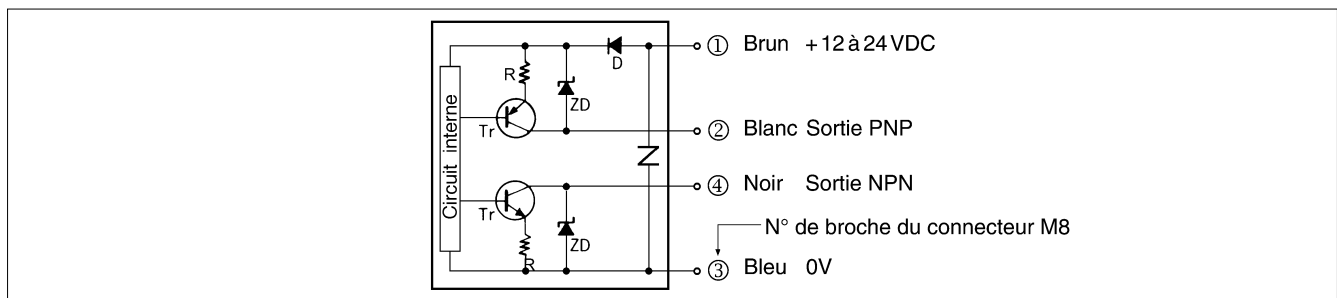 ① Brun + 12 à 24 VDC
D
R
ZD
Tr
② Blanc Sortie PNP
Circuit interne
④ Noir Sortie NPN
Tr
N° de broche du connecteur M8
ZD
R
③ Bleu 0V